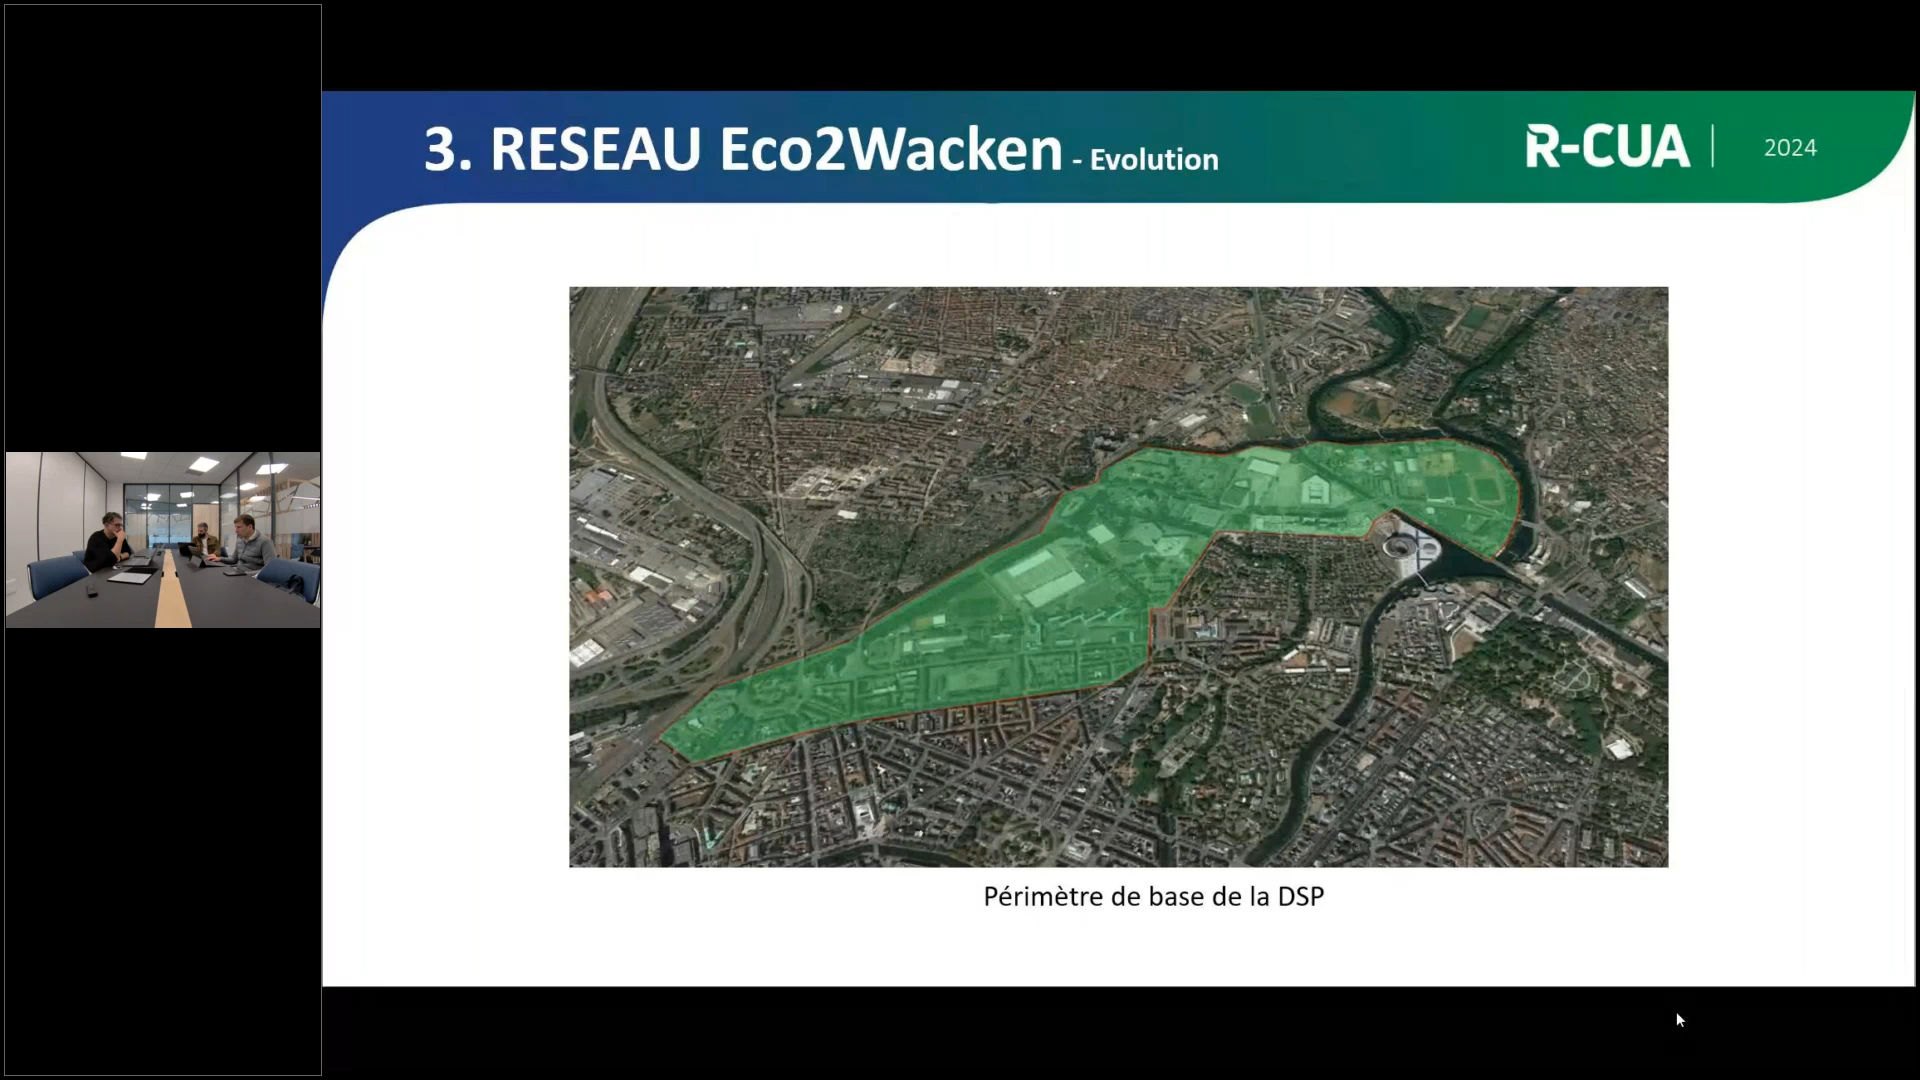 3. RESEAU Eco2Wacken - Evolution
R-CUA
2024
Périmètre de base de la DSP